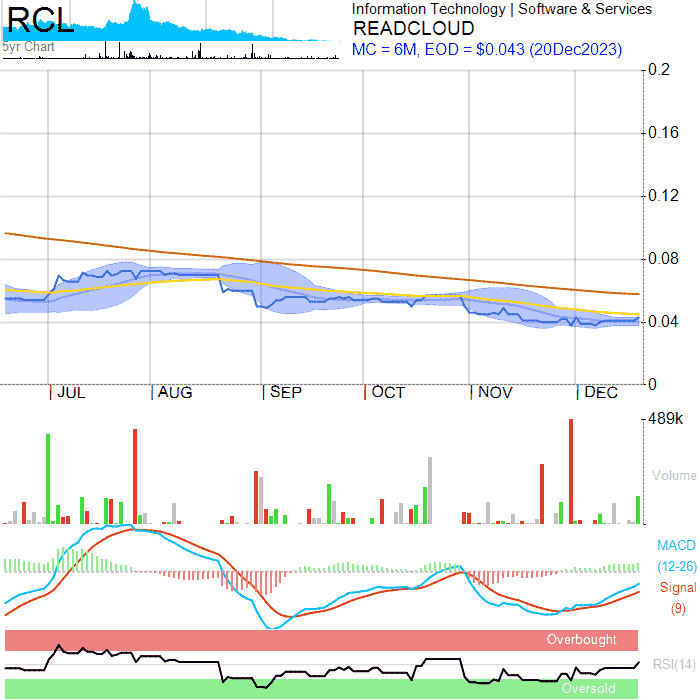 RCL
5yr Chart
Information Technology | Software & Services
READCLOUD
MC = 6M, EOD = $0.043 (20Dec2023)
0.2
0.16
0.12
0.08
0.04
0
JUL AUG SEP OCT NOV DEC
489k
Volume
MACD
(12-26)
Signal
(9)
Overbought
RSI(14)
Oversold